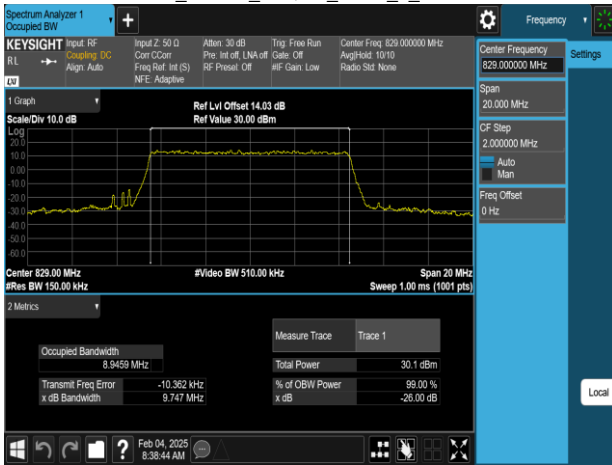 Spectrum Analyzer 1
Occupied BW
Frequency
KEYSIGHT
RL
LXI
Input: RF
Coupling: DC
Align: Auto
Input Z: 50 Ω
Corr CCorr
Freq Ref: Int (S)
NFE: Adaptive
Atten: 30 dB
Pre: Int off, LNA off
RF Presel: Off
Trig: Free Run
Gate: Off
#IF Gain: Low
Center Freq: 829.000000 MHz
Avg|Hold: 10/10
Radio Std: None
Center Frequency
829.000000 MHz
Settings
Span
20.000 MHz
CF Step
2.000000 MHz
Auto
Man
Freq Offset
0 Hz
1 Graph
Scale/Div 10.0 dB
Ref Lvl Offset 14.03 dB
Ref Value 30.00 dBm
Log
20.0
10.0
0.00
-10.0
-20.0
-30.0
-40.0
-50.0
-60.0
Center 829.00 MHz
#Video BW 510.00 kHz
Span 20 MHz
#Res BW 150.00 kHz
Sweep 1.00 ms (1001 pts)
2 Metrics
Measure Trace
Trace 1
Occupied Bandwidth
8.9459 MHz
Total Power
30.1 dBm
Transmit Freq Error
-10.362 kHz
% of OBW Power
99.00 %
x dB Bandwidth
9.747 MHz
x dB
-26.00 dB
Local
Feb 04, 2025
8:38:44 AM